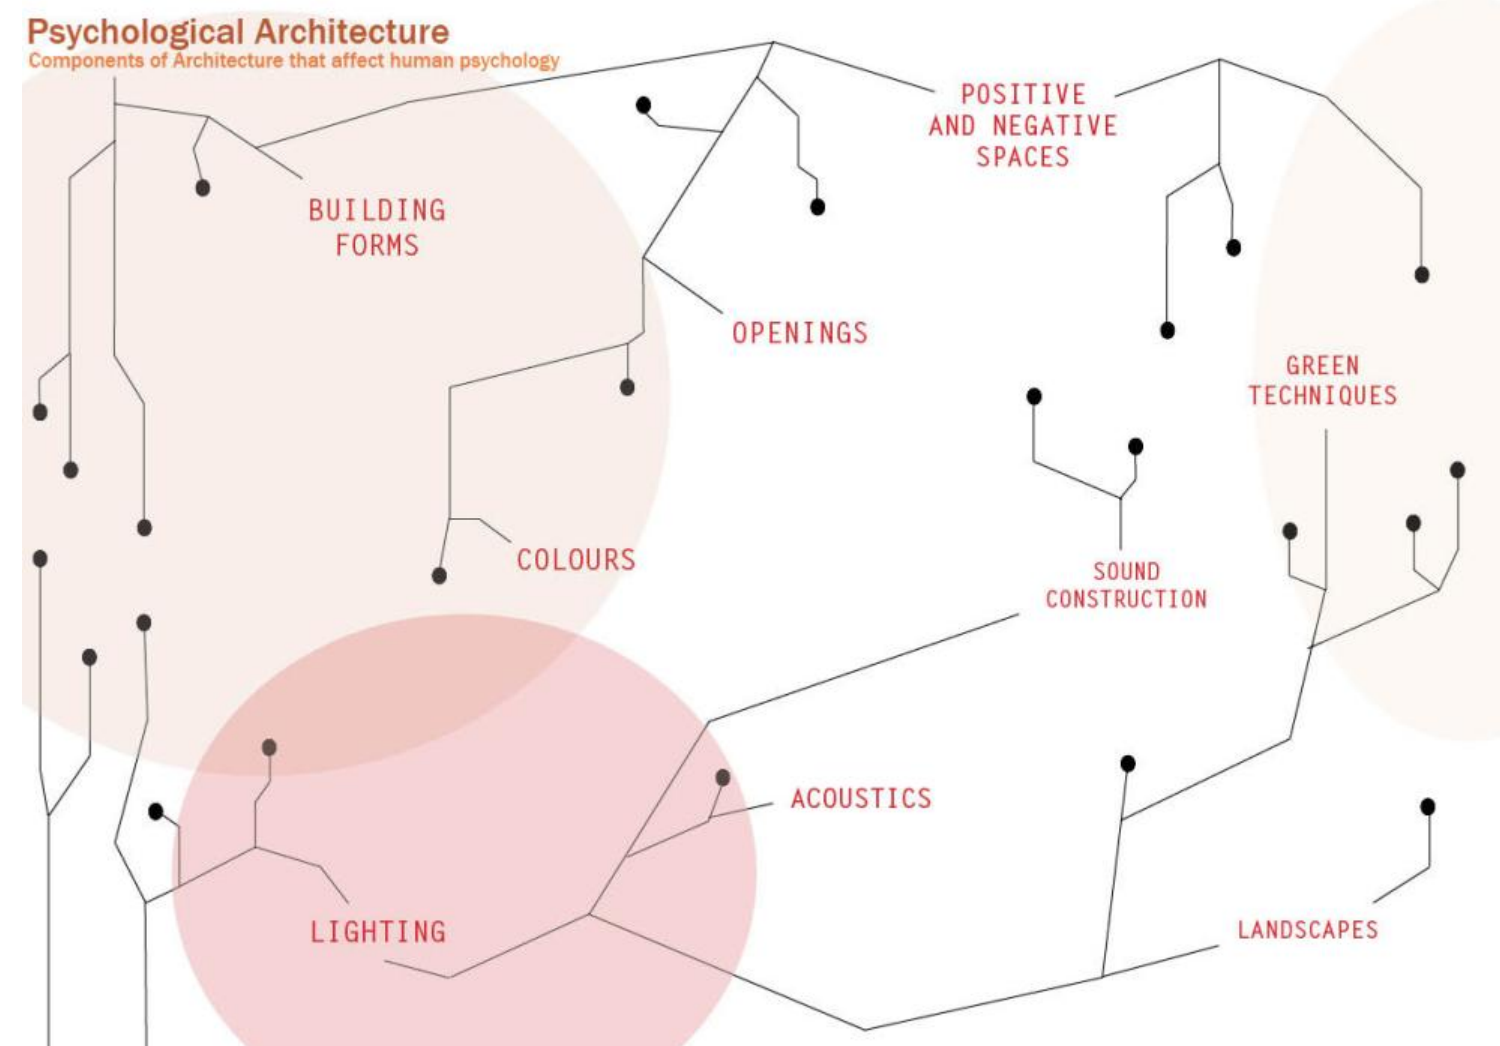 Psychological Architecture
Components of Architecture that affect human psychology
POSITIVE
AND NEGATIVE
SPACES
BUILDING
FORMS
OPENINGS
GREEN
TECHNIQUES
COLOURS
SOUND
CONSTRUCTION
ACOUSTICS
LIGHTING
LANDSCAPES